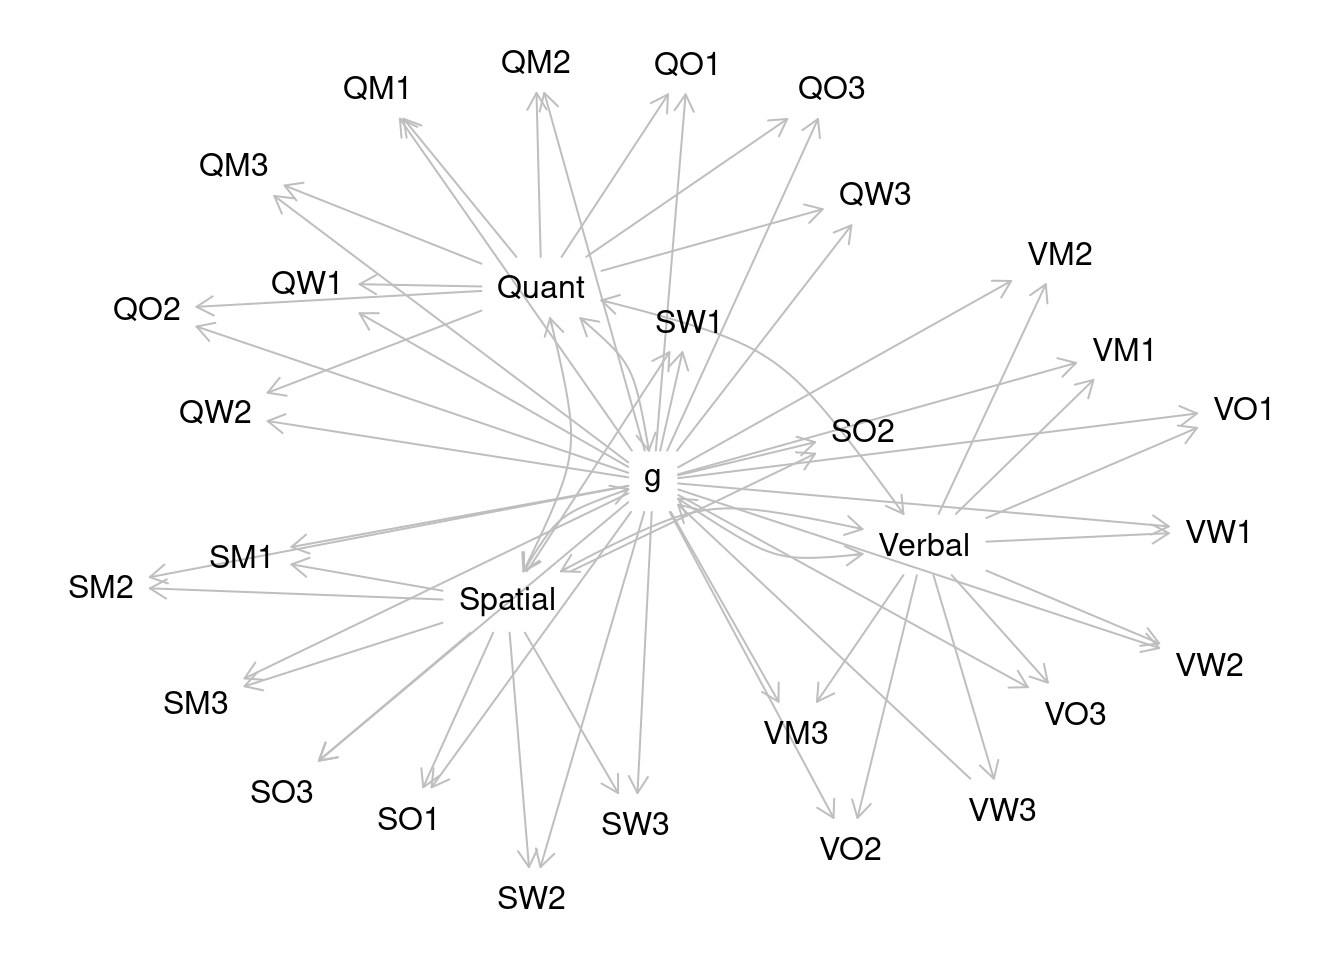 QM2
QO1
QM1
QO3
QM3
QW3
VM2
QW1
Quant
QO2
SW1
VM1
VO1
QW2
SO2
g
VW1
Verbal
SM1
SM2
Spatial
VW2
SM3
VO3
VM3
SO3
VW3
SO1
SW3
VO2
SW2